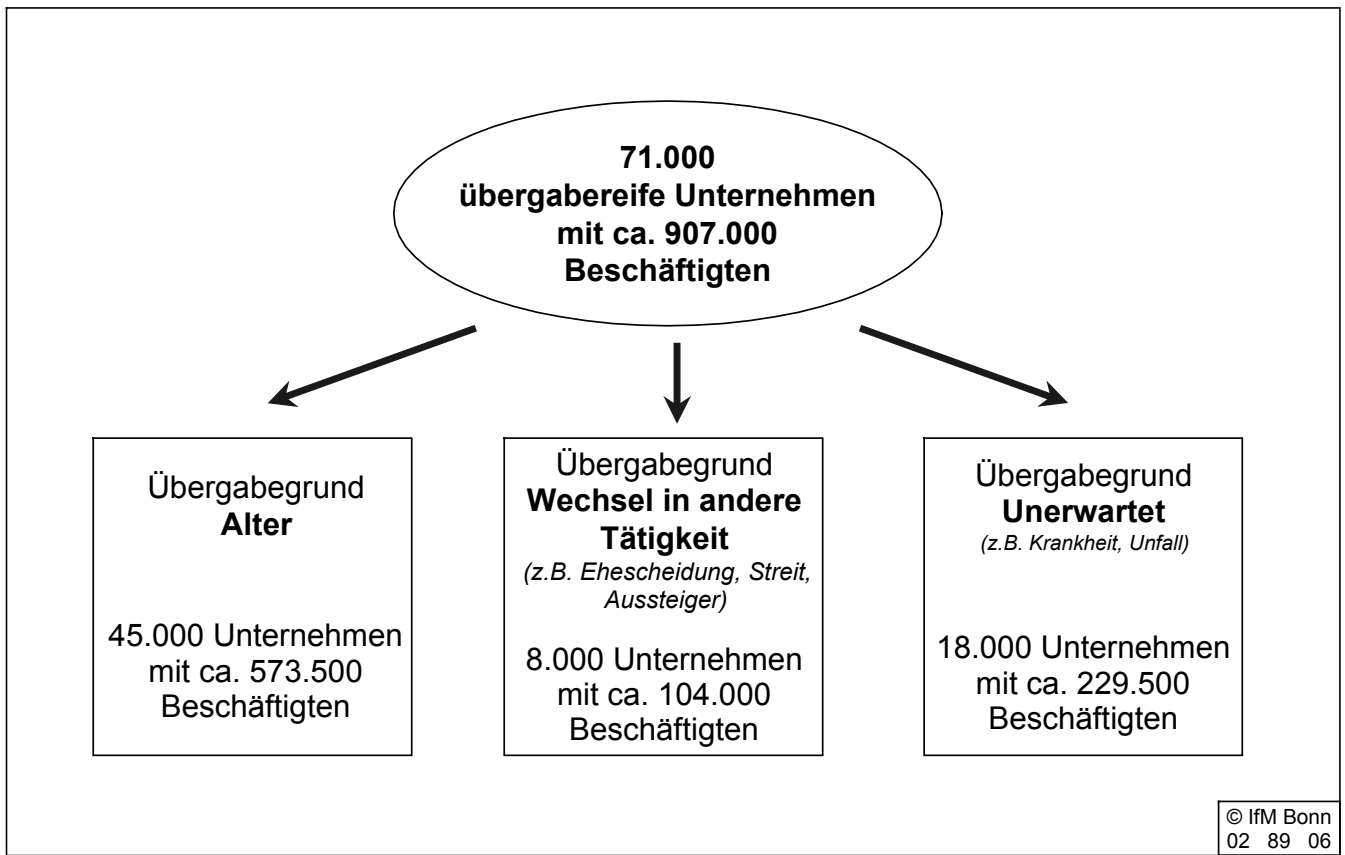 71.000
übergabereife Unternehmen
mit ca. 907.000
Beschäftigten
Übergabegrund
Alter
45.000 Unternehmen
mit ca. 573.500
Beschäftigten
Übergabegrund
Wechsel in andere
Tätigkeit
(z.B. Ehescheidung, Streit,
Aussteiger)
8.000 Unternehmen
mit ca. 104.000
Beschäftigten
Übergabegrund
Unerwartet
(z.B. Krankheit, Unfall)
18.000 Unternehmen
mit ca. 229.500
Beschäftigten
© IfM Bonn
02 89 06